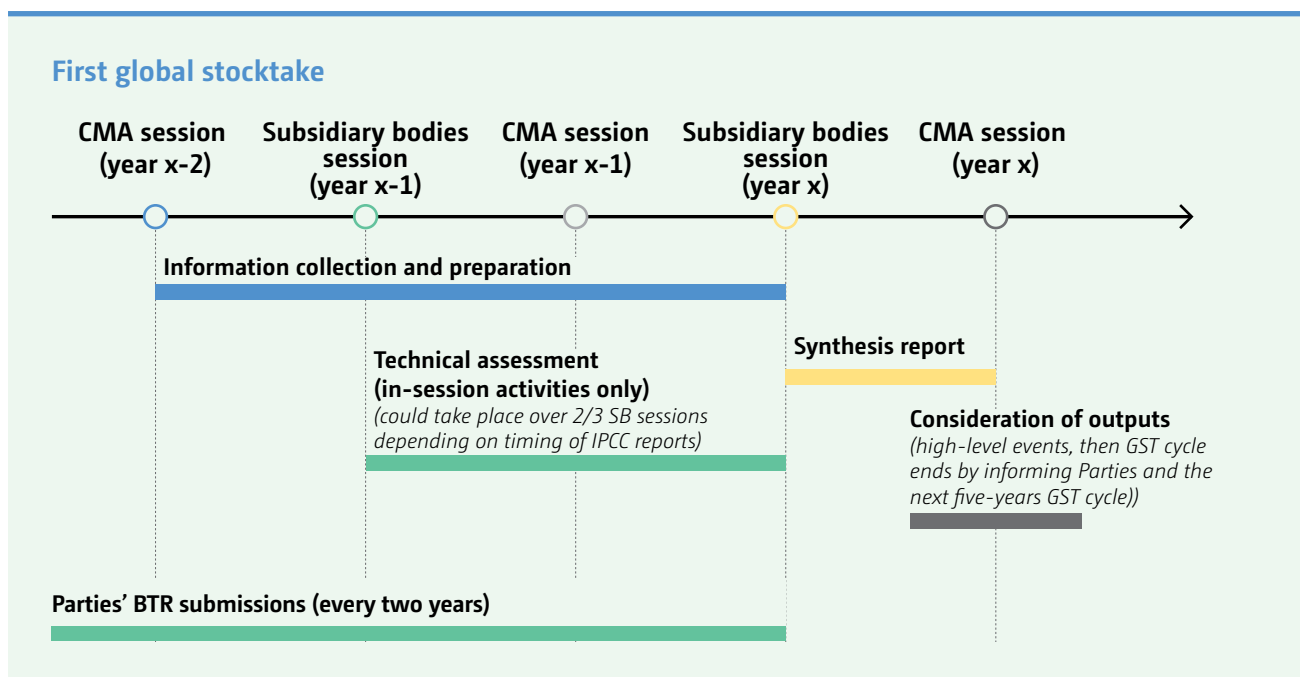 First global stocktake
CMA session
(year x-2)
Subsidiary bodies
session
(year x-1)
CMA session
(year x-1)
Subsidiary bodies
session
(year x)
CMA session
(year x)
Information collection and preparation
Technical assessment
(in-session activities only)
(could take place over 2/3 SB sessions
depending on timing of IPCC reports)
Synthesis report
Consideration of outputs
(high-level events, then GST cycle
ends by informing Parties and the
next five-years GST cycle))
Parties’ BTR submissions (every two years)